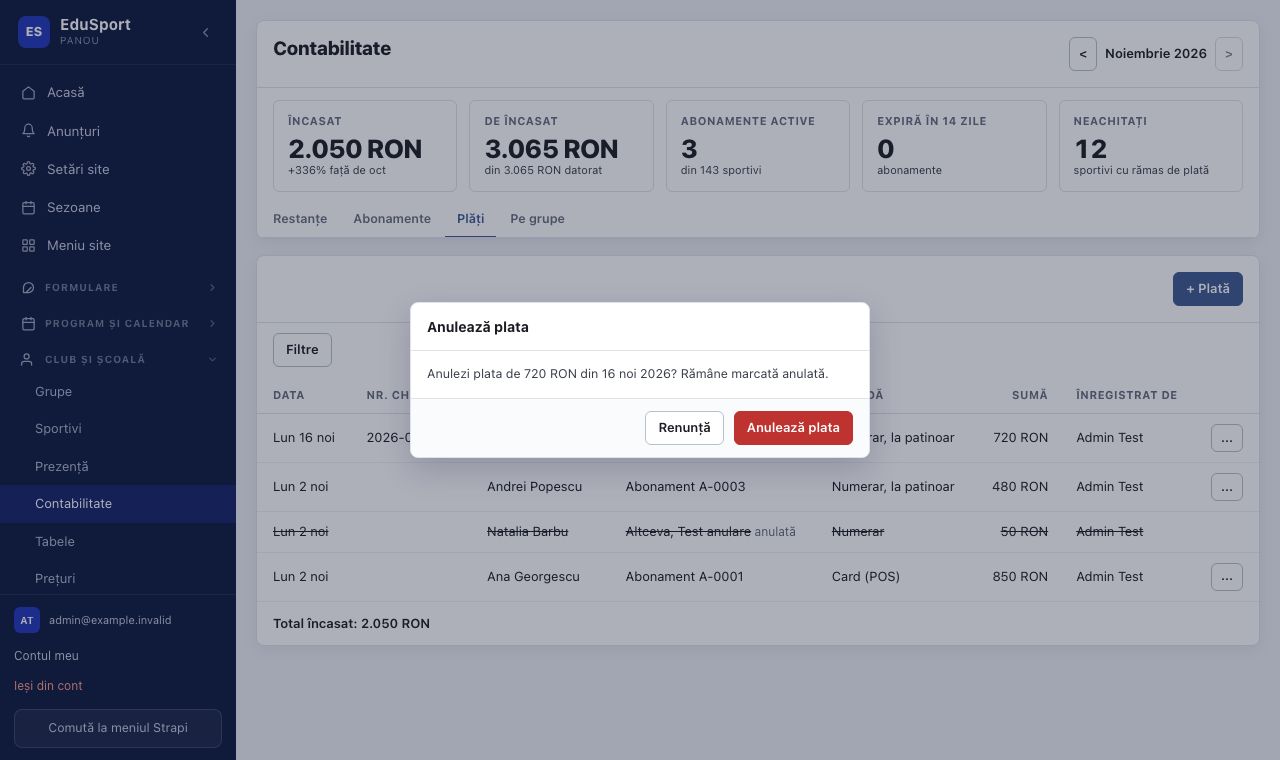 ES
EduSport
PANOU
Acasă
Anunțuri
Setări site
Sezoane
Meniu site
FORMULARE
PROGRAM ȘI CALENDAR
CLUB ȘI ȘCOALĂ
Grupe
Sportivi
Prezență
Contabilitate
Tabele
Prețuri
AT
admin@example.invalid
Contul meu
Ieși din cont
Comută la meniul Strapi
Contabilitate
< Noiembrie 2026 >
ÎNCASAT
2.050 RON
+336% față de oct
DE ÎNCASAT
3.065 RON
din 3.065 RON datorat
ABONAMENTE ACTIVE
3
din 143 sportivi
EXPIRĂ ÎN 14 ZILE
0
abonamente
NEACHITAȚI
12
sportivi cu rămas de plată
Restanțe Abonamente Plăți Pe grupe
+ Plată
Filtre
Anulează plata
Anulezi plata de 720 RON din 16 noi 2026? Rămâne marcată anulată.
Renunță Anulează plata
DATA NR. SUMĂ ÎNREGISTRAT DE
Lun 16 noi la patinoar 720 RON Admin Test ...
Lun 2 noi Andrei Popescu Abonament A-0003 Numerar, la patinoar 480 RON Admin Test ...
Lun 2 noi Natalia Barbu Altceva, Test anulare anulată Numerar 50 RON Admin Test
Lun 2 noi Ana Georgescu Abonament A-0001 Card (POS) 850 RON Admin Test ...
Total încasat: 2.050 RON